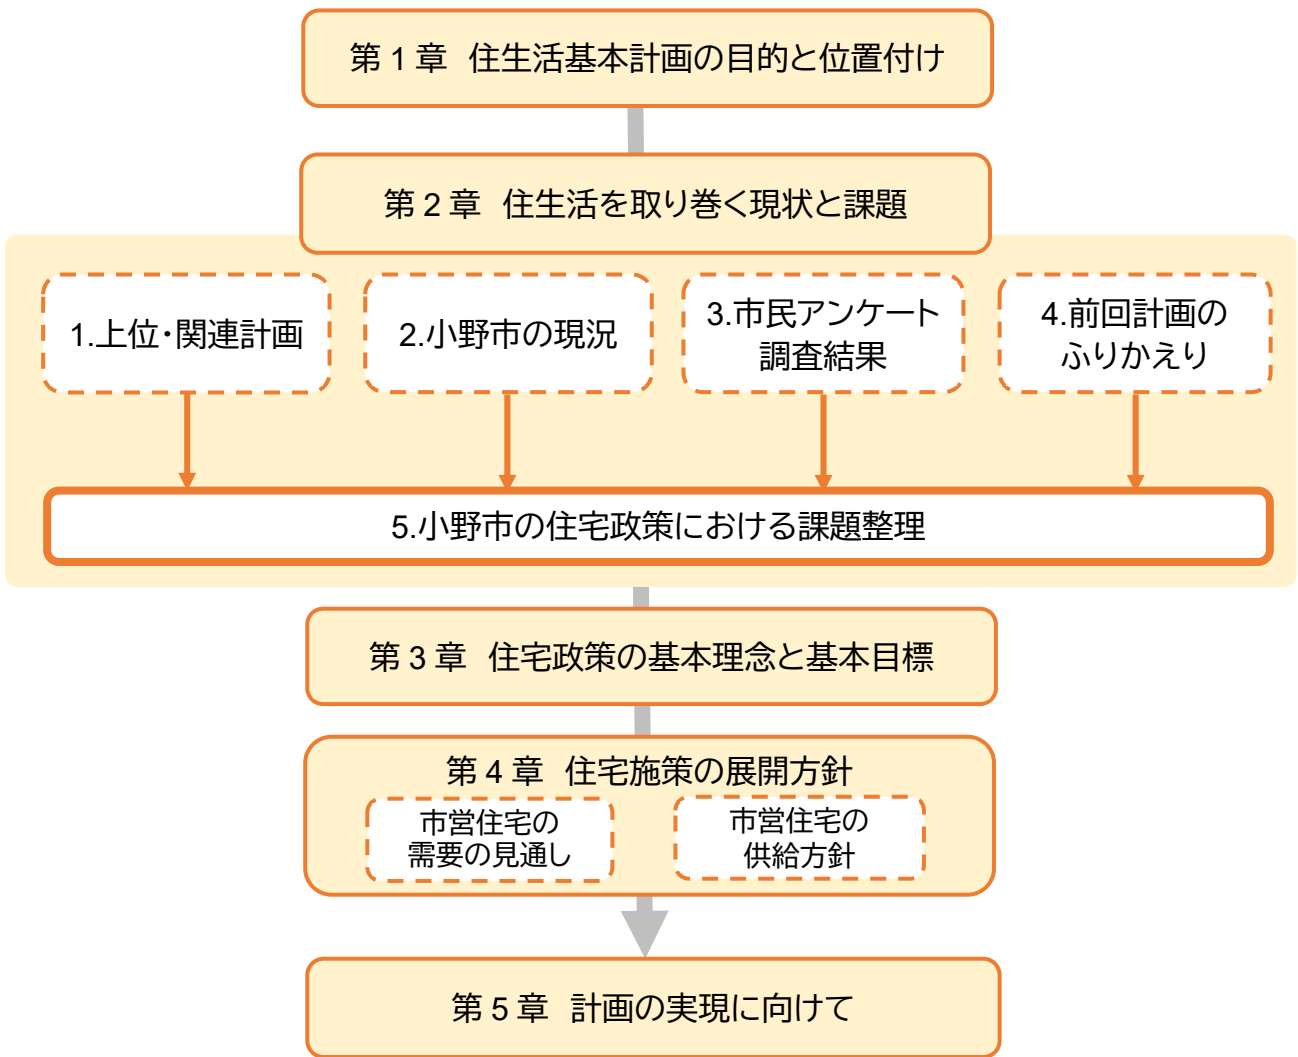 第1章 住生活基本計画の目的と位置付け
第2章 住生活を取り巻く現状と課題
1.上位・関連計画
2.小野市の現況
3.市民アンケート
調査結果
4.前回計画の
ふりかえり
5.小野市の住宅政策における課題整理
第3章 住宅政策の基本理念と基本目標
第4章 住宅施策の展開方針
市営住宅の
需要の見通し
市営住宅の
供給方針
第5章 計画の実現に向けて